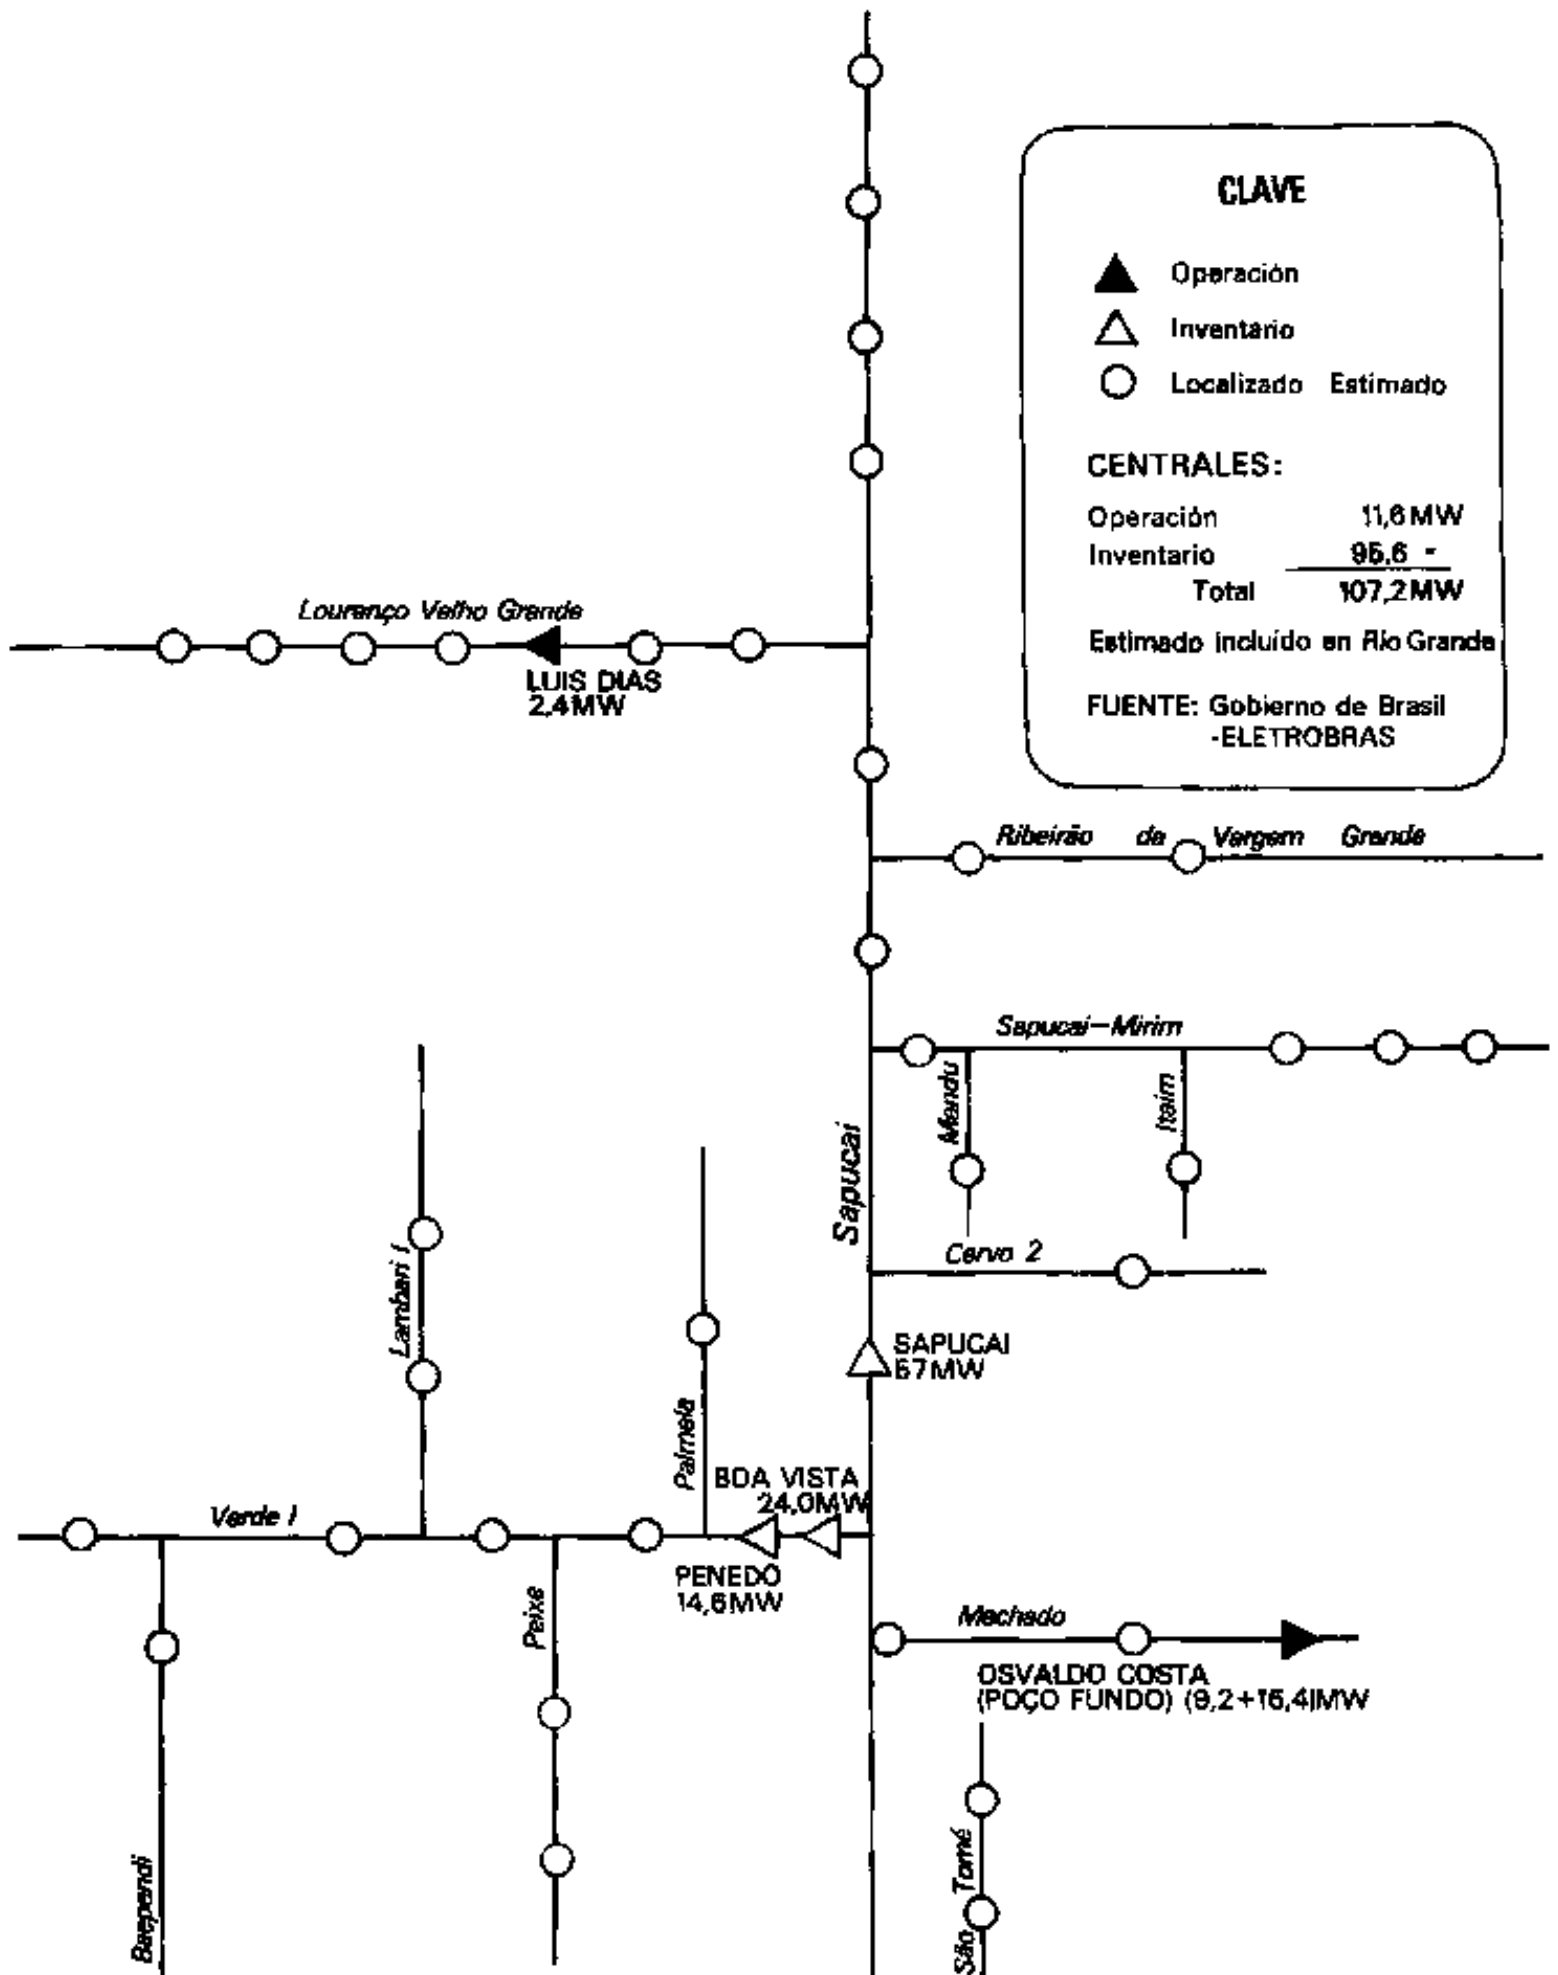 CLAVE
Operación
Inventario
Localizado Estimado
CENTRALES:
Operación 11,6 MW
Inventario 95,6 "
Total 107,2 MW
Estimado incluído en Rio Grande
FUENTE: Gobierno de Brasil
-ELETROBRAS
Lourenço Velho Grande
LUIS DIAS
2,4 MW
Ribeirão de Vargem Grande
Sapucai-Mirim
Mandu
Itaim
Sapucai
Cervo 2
Lambari I
SAPUCAI
57 MW
Palmela
BOA VISTA
24,0 MW
Verde I
PENEDO
14,6 MW
Peixe
Machado
OSVALDO COSTA
(POÇO FUNDO) (9,2+16,4) MW
Baependi
São Tomé